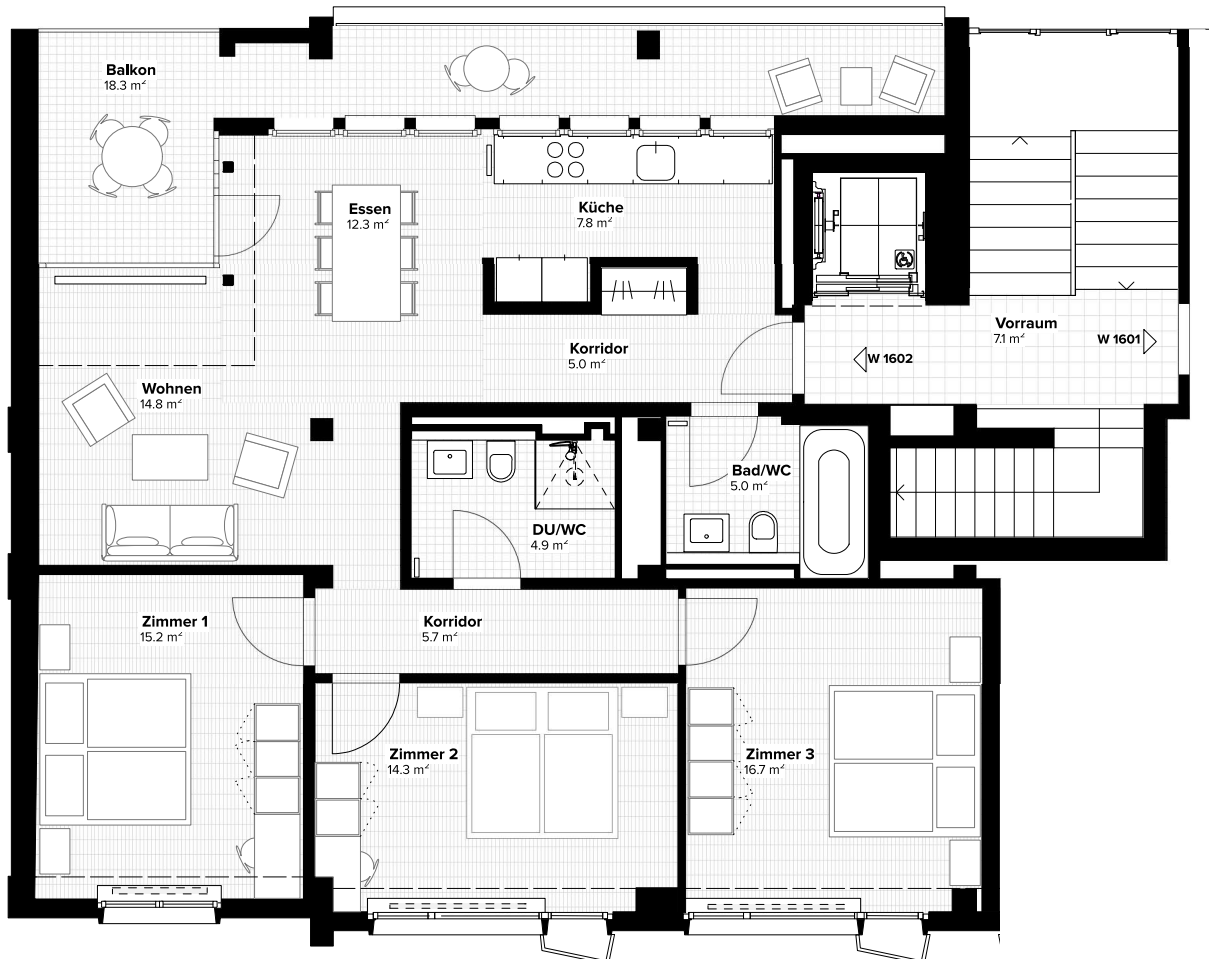 Balkon
18.3 m²
Essen
12.3 m²
Küche
7.8 m²
Vorraum
7.1 m²
W 1601
W 1602
Korridor
5.0 m²
Wohnen
14.8 m²
Bad/WC
5.0 m²
DU/WC
4.9 m²
Zimmer 1
15.2 m²
Korridor
5.7 m²
Zimmer 2
14.3 m²
Zimmer 3
16.7 m²